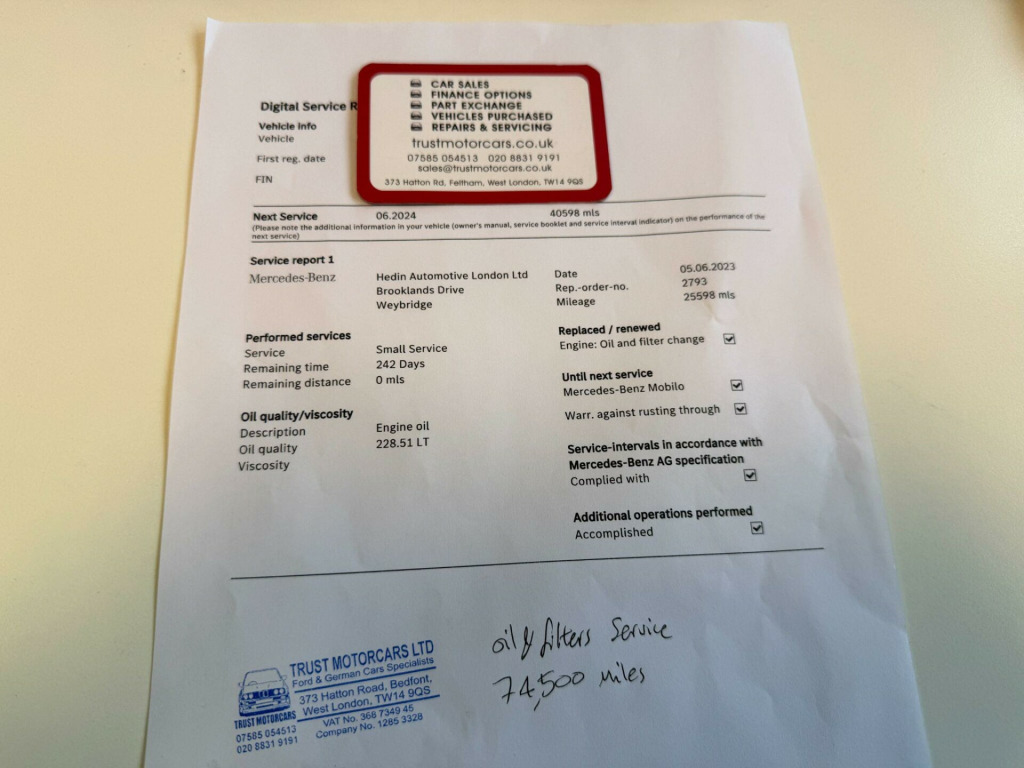 CAR SALES
FINANCE OPTIONS
PART EXCHANGE
VEHICLES PURCHASED
REPAIRS & SERVICING
trustmotorcars.co.uk
07585 054513 020 8831 9191
sales@trustmotorcars.co.uk
373 Hatton Rd, Feltham, West London, TW14 9QS
Digital Service R
Vehicle info
Vehicle
First reg. date
FIN
Next Service 06.2024 40598 mls
(Please note the additional information in your vehicle (owner's manual, service booklet and service interval indicator) on the performance of the
next service)
Service report 1
Mercedes-Benz
Hedin Automotive London Ltd
Brooklands Drive
Weybridge
Date 05.06.2023
Rep.-order-no. 2793
Mileage 25598 mls
Performed services
Service Small Service
Remaining time 242 Days
Remaining distance 0 mls
Oil quality/viscosity
Description Engine oil
Oil quality 228.51 LT
Viscosity
Replaced / renewed
Engine: Oil and filter change
Until next service
Mercedes-Benz Mobilo
Warr. against rusting through
Service-intervals in accordance with
Mercedes-Benz AG specification
Complied with
Additional operations performed
Accomplished
oil & filters Service
74,500 miles
TRUST MOTORCARS LTD
Ford & German Cars Specialists
373 Hatton Road, Bedfont,
West London, TW14 9QS
VAT No. 368 7349 45
Company No. 1285 3328
TRUST MOTORCARS
07585 054513
020 8831 9191